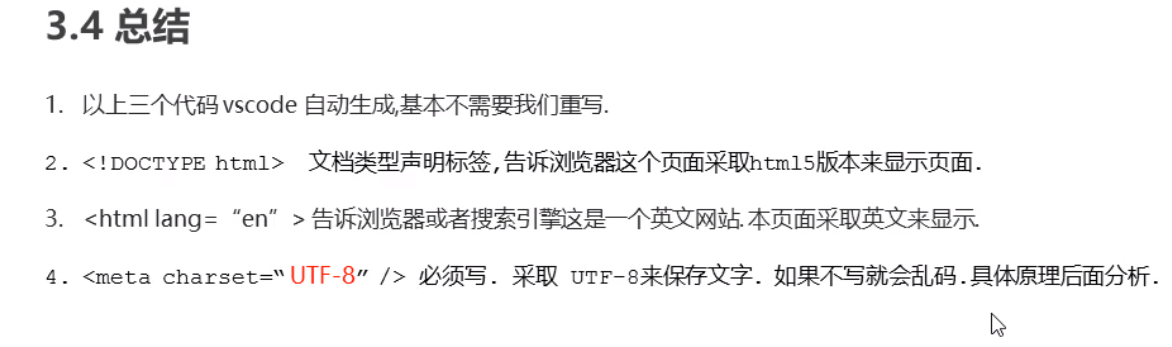 3.4 总结
1. 以上三个代码 vscode 自动生成,基本不需要我们重写.
2. <!DOCTYPE html> 文档类型声明标签,告诉浏览器这个页面采取html5版本来显示页面.
3. <html lang=“en”> 告诉浏览器或者搜索引擎这是一个英文网站.本页面采取英文来显示.
4. <meta charset=“UTF-8” /> 必须写. 采取 UTF-8来保存文字. 如果不写就会乱码.具体原理后面分析.